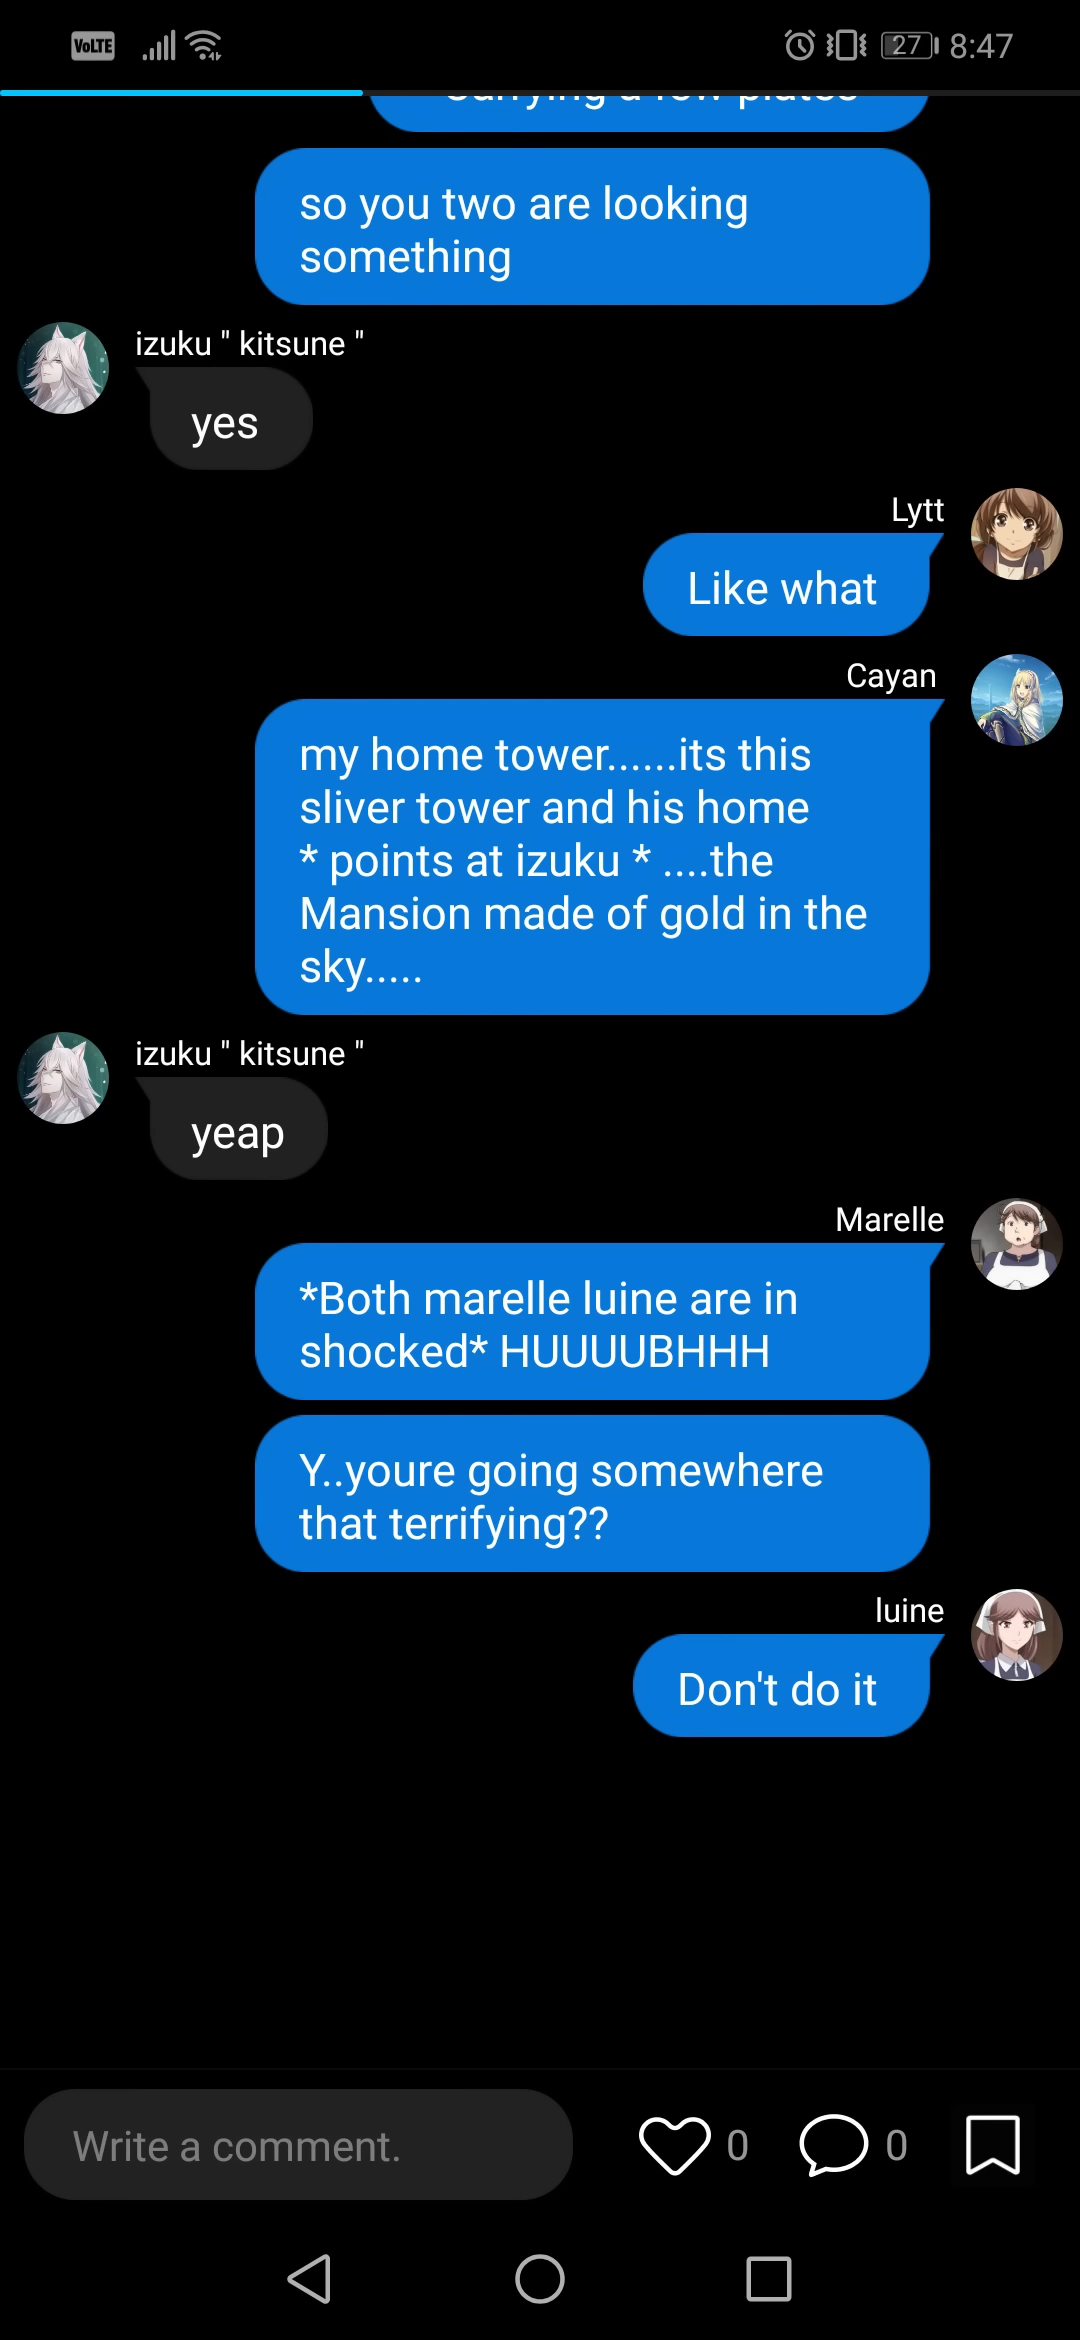 VoLTE
27 8:47
Carrying a few plates
so you two are looking
something
izuku " kitsune "
yes
Lytt
Like what
Cayan
my home tower......its this
sliver tower and his home
* points at izuku * ....the
Mansion made of gold in the
sky.....
izuku " kitsune "
yeap
Marelle
*Both marelle luine are in
shocked* HUUUUBHHH
Y..youre going somewhere
that terrifying??
luine
Don't do it
Write a comment.
0
0